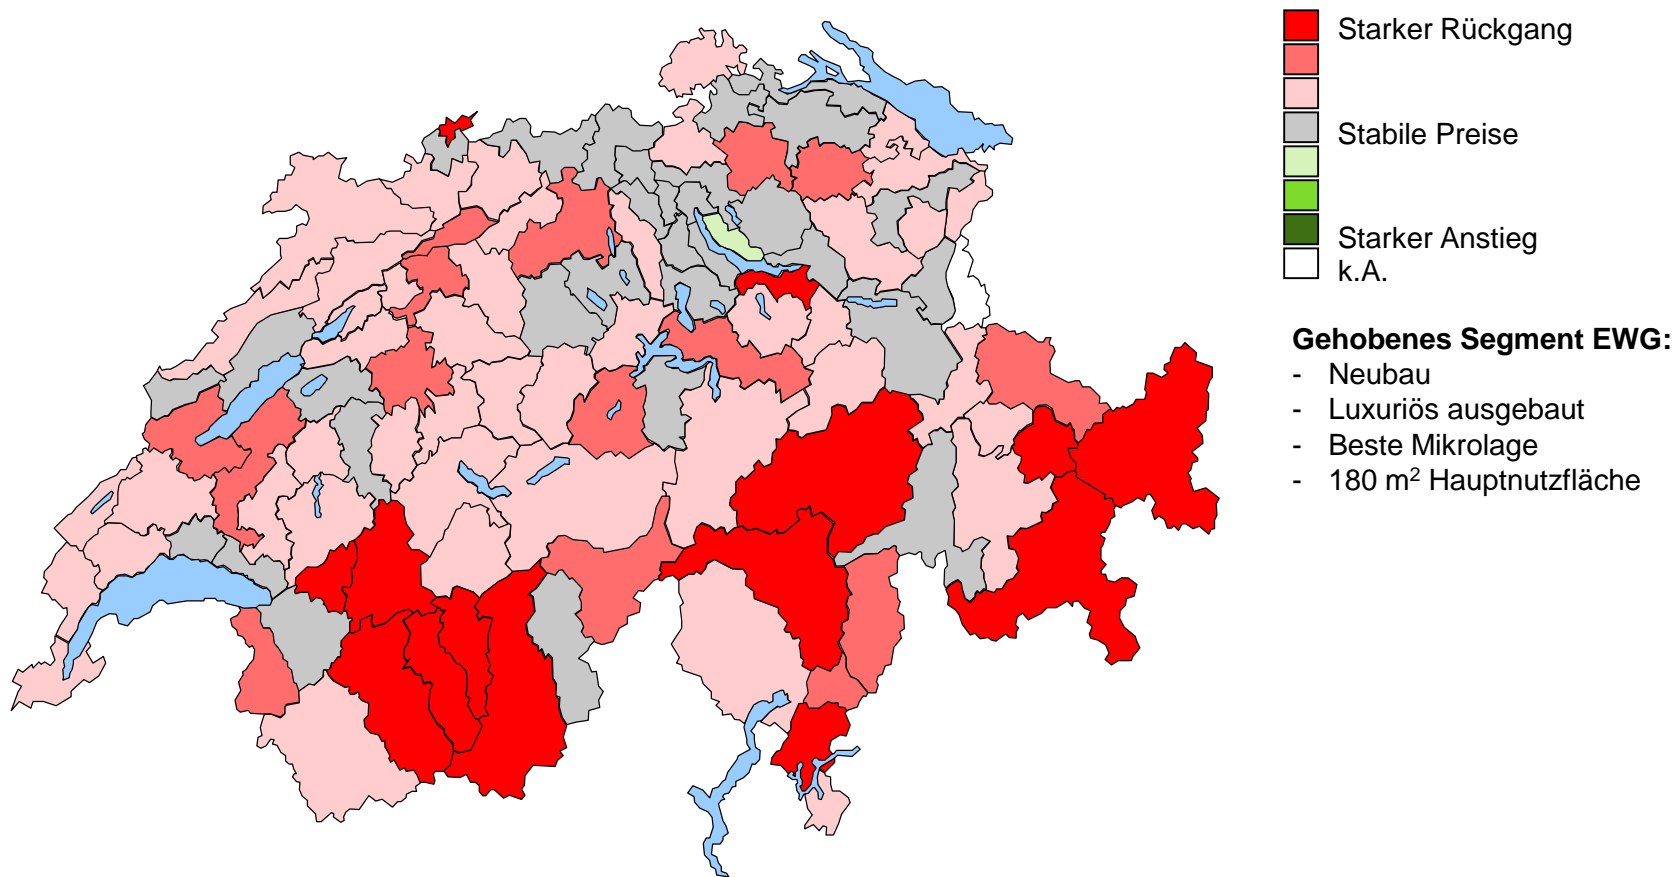 Starker Rückgang
Stabile Preise
Starker Anstieg
k.A.
Gehobenes Segment EWG:
- Neubau
- Luxuriös ausgebaut
- Beste Mikrolage
- 180 m² Hauptnutzfläche